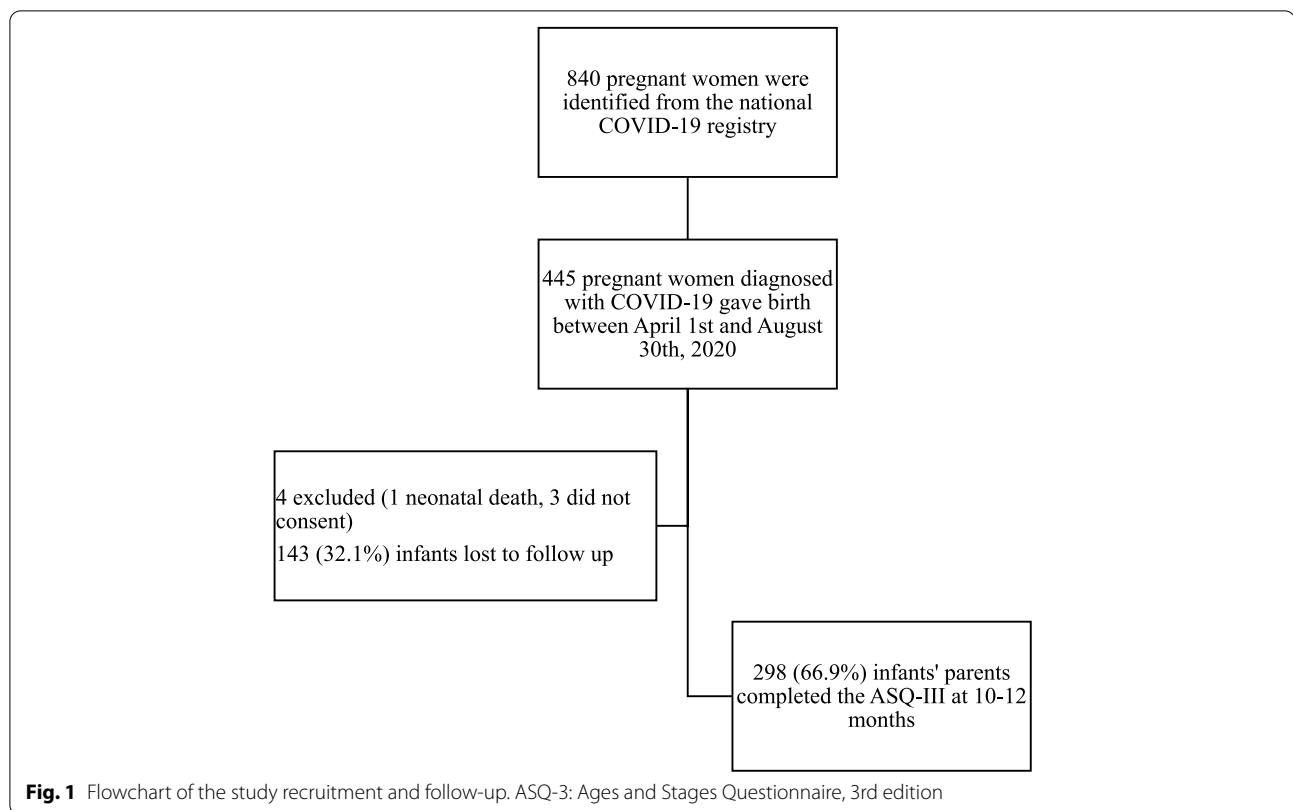 840 pregnant women were
identified from the national
COVID-19 registry
445 pregnant women diagnosed
with COVID-19 gave birth
between April 1st and August
30th, 2020
4 excluded (1 neonatal death, 3 did not
consent)
143 (32.1%) infants lost to follow up
298 (66.9%) infants' parents
completed the ASQ-III at 10-12
months
Fig. 1 Flowchart of the study recruitment and follow-up. ASQ-3: Ages and Stages Questionnaire, 3rd edition